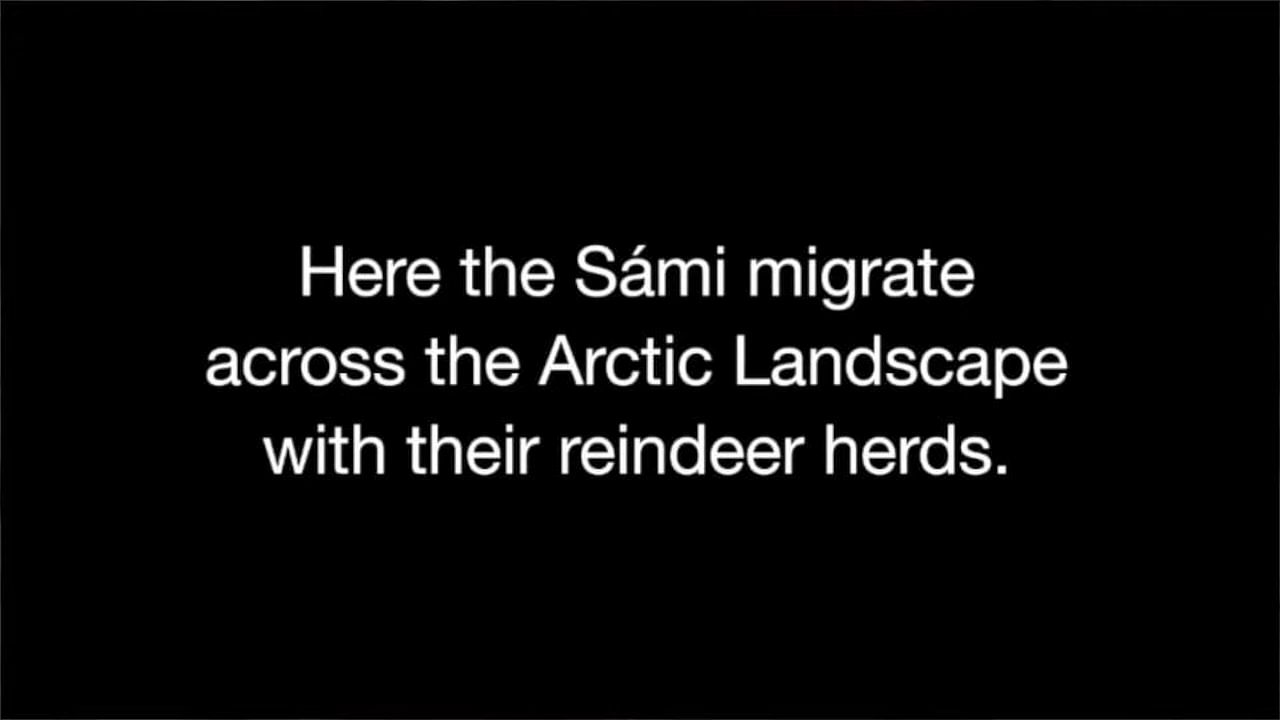 Here the Sámi migrate
across the Arctic Landscape
with their reindeer herds.